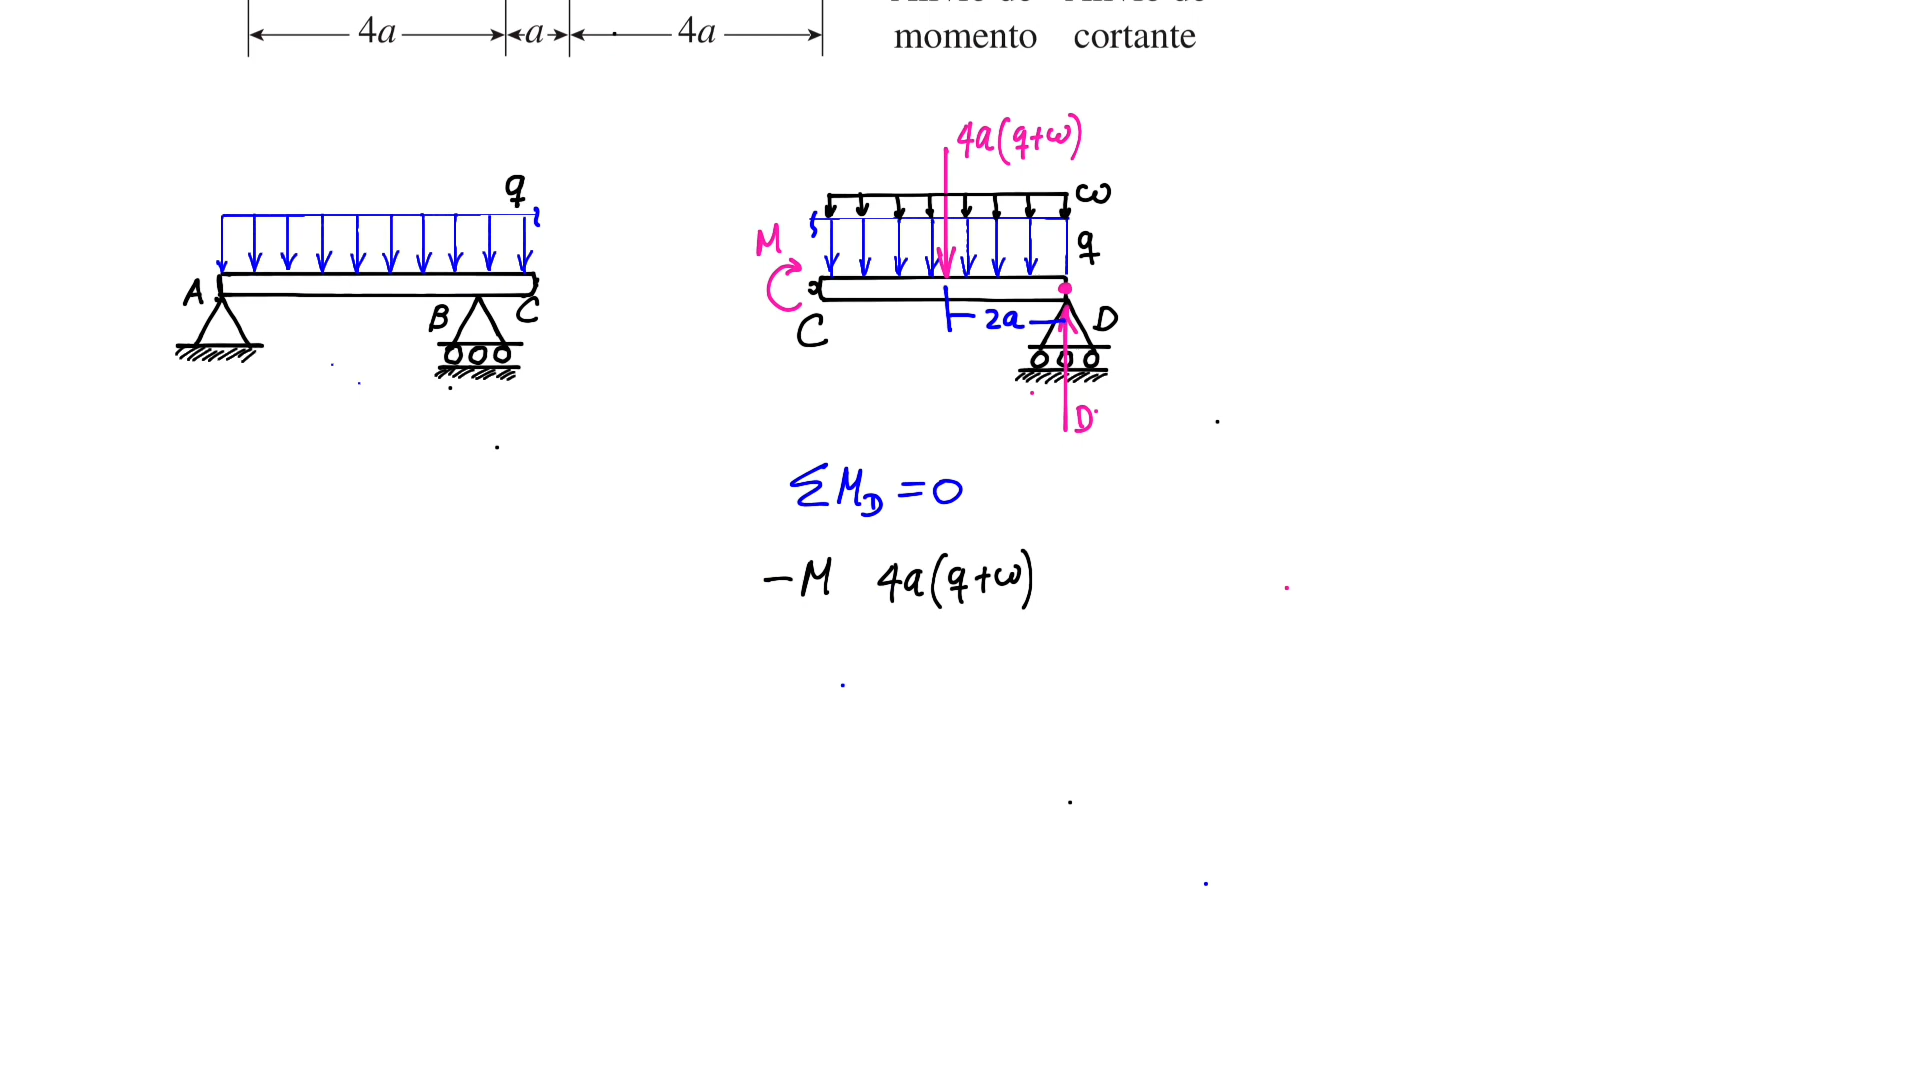 4a a 4a
momento cortante
4a(q+ω)
q
ω
M
q
A B C
C 2a D
D
ΣM_D = 0
−M 4a(q+ω)